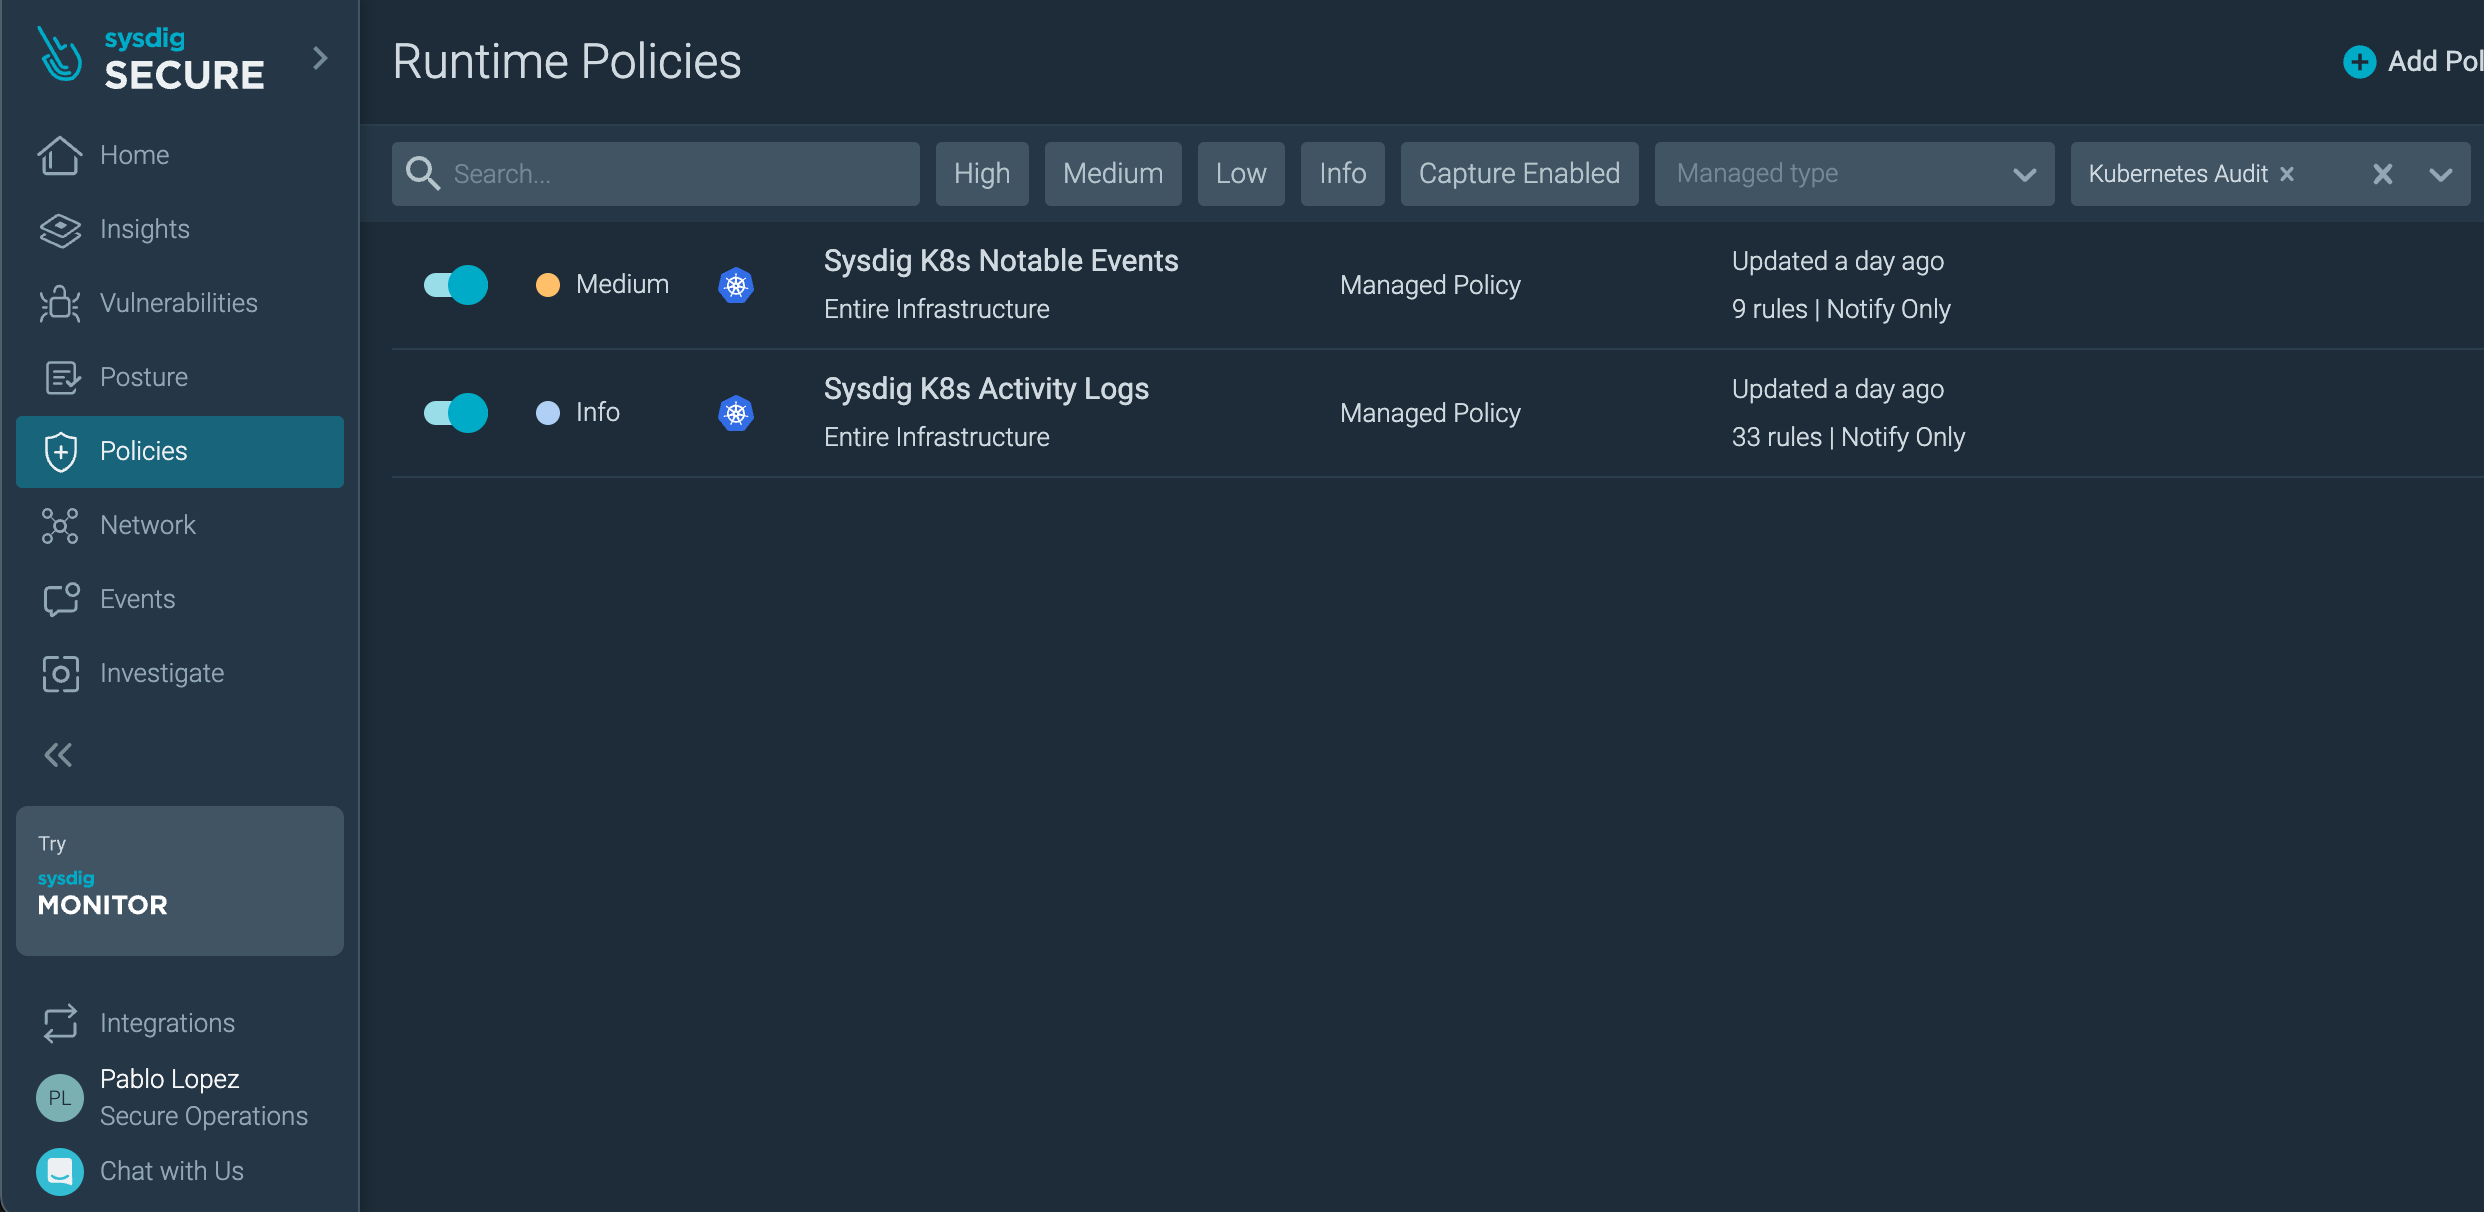 sysdig
SECURE
Home
Insights
Vulnerabilities
Posture
Policies
Network
Events
Investigate
Try
sysdig
MONITOR
Integrations
PL
Pablo Lopez
Secure Operations
Chat with Us
Runtime Policies
Add Pol
Search...
High
Medium
Low
Info
Capture Enabled
Managed type
Kubernetes Audit
Medium
Sysdig K8s Notable Events
Entire Infrastructure
Managed Policy
Updated a day ago
9 rules | Notify Only
Info
Sysdig K8s Activity Logs
Entire Infrastructure
Managed Policy
Updated a day ago
33 rules | Notify Only